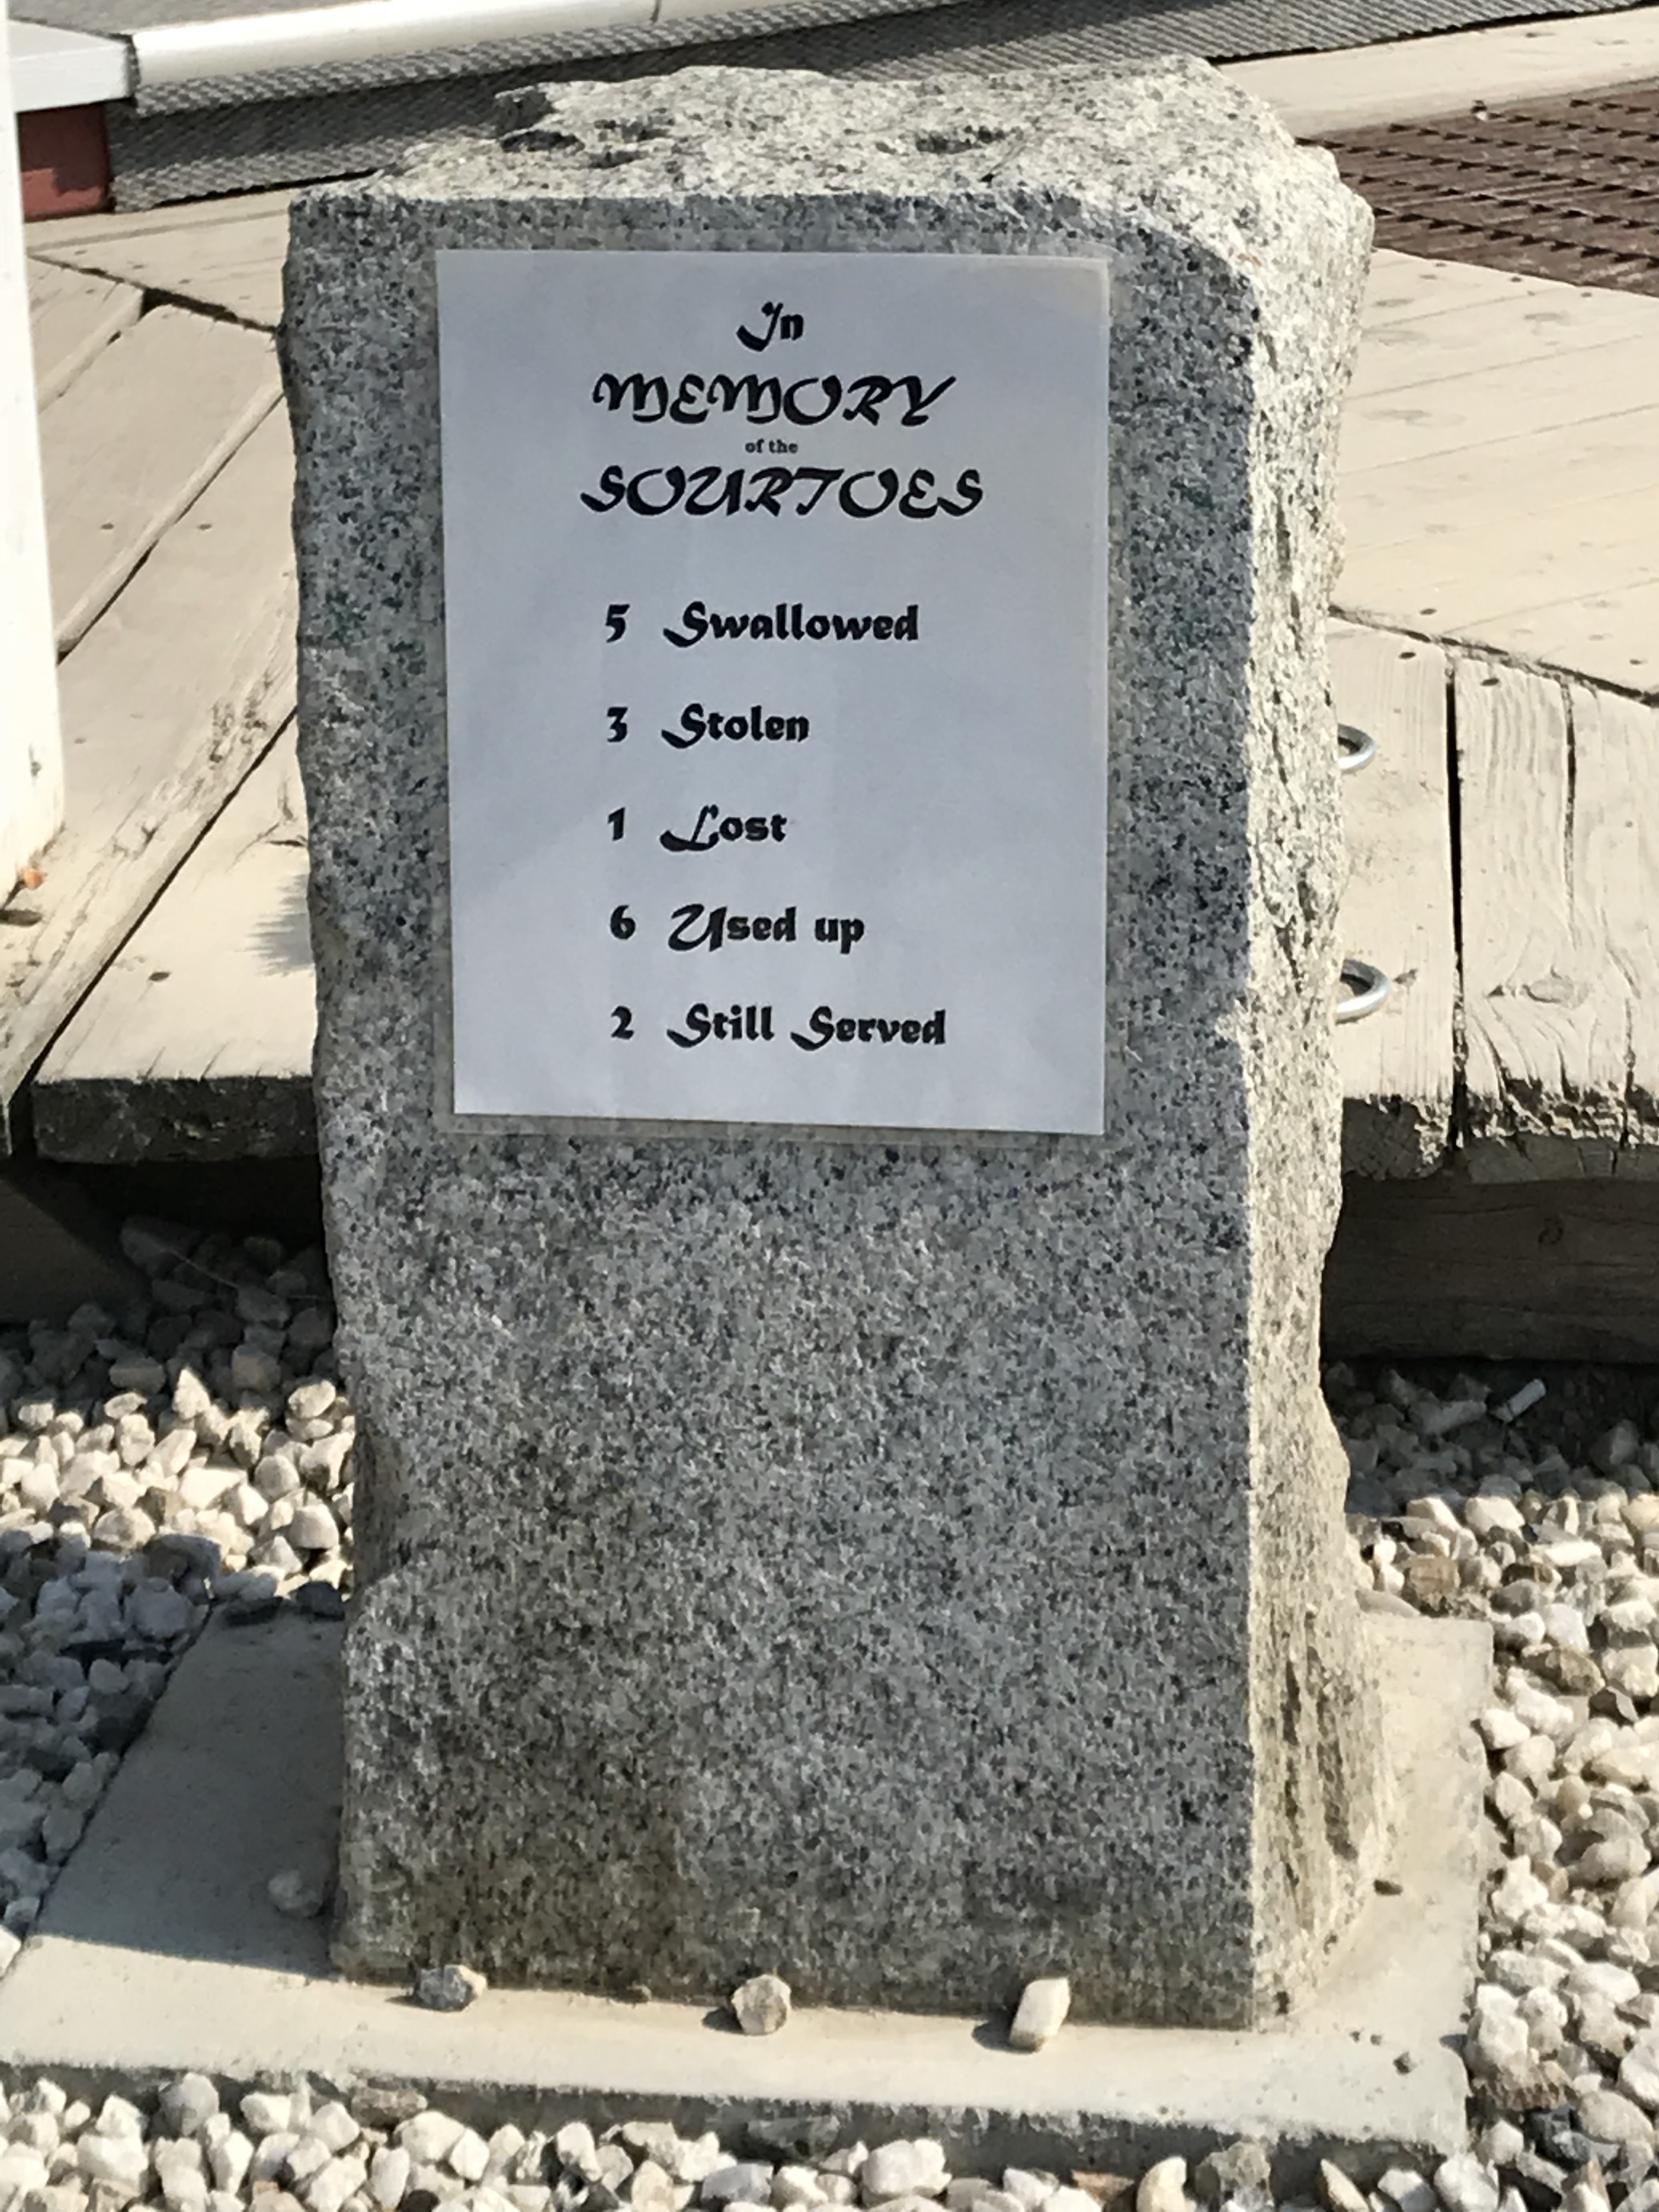 In
MEMORY
of the
SOURTOES
5 Swallowed
3 Stolen
1 Lost
6 Used up
2 Still Served